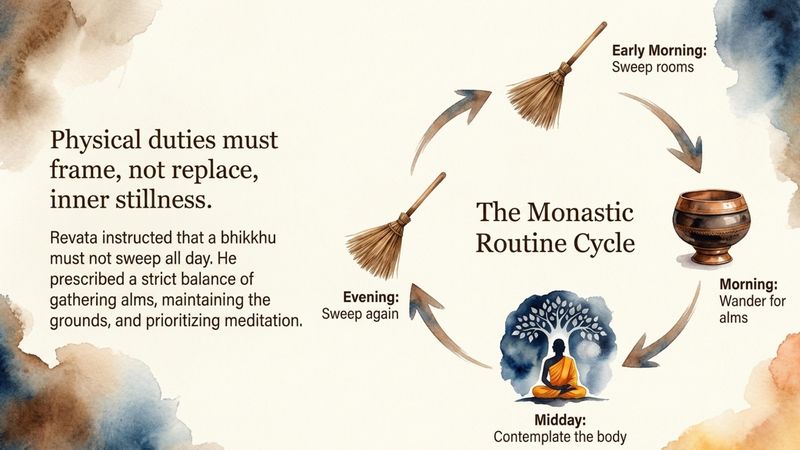 Physical duties must
frame, not replace,
inner stillness.
Revata instructed that a bhikkhu
must not sweep all day. He
prescribed a strict balance of
gathering alms, maintaining the
grounds, and prioritizing meditation.
The Monastic
Routine Cycle
Early Morning:
Sweep rooms
Morning:
Wander for
alms
Midday:
Contemplate the body
Evening:
Sweep again